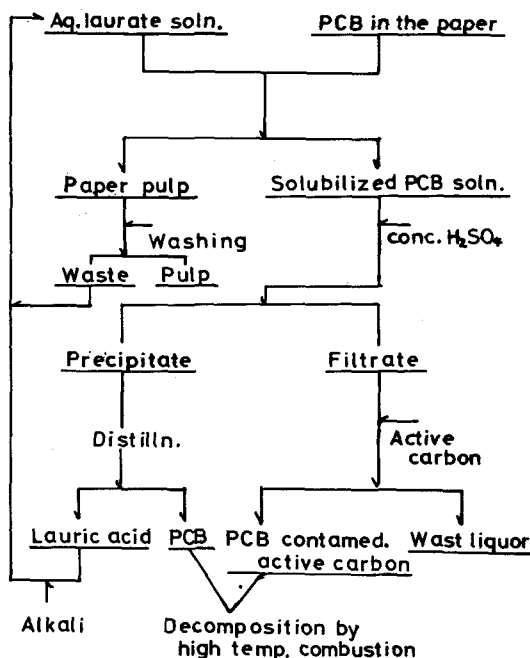 Aq. laurate soln.
PCB in the paper
Paper pulp
Solubilized PCB soln.
Washing
conc. H₂SO₄
Waste
Pulp
Precipitate
Filtrate
Distilln.
Active
carbon
Lauric acid
PCB
PCB contamed.
active carbon
Wast liquor
Alkali
Decomposition by
high temp. combustion